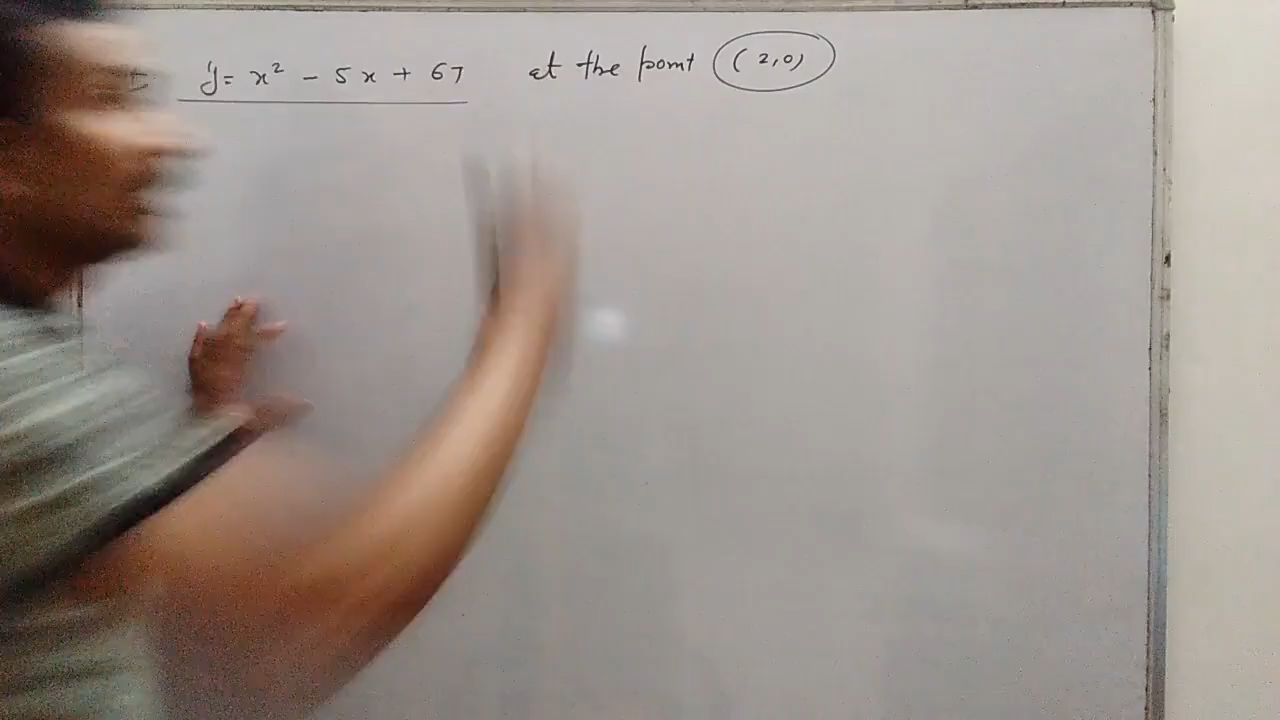 y = x² - 5x + 67 at the point (2,0)